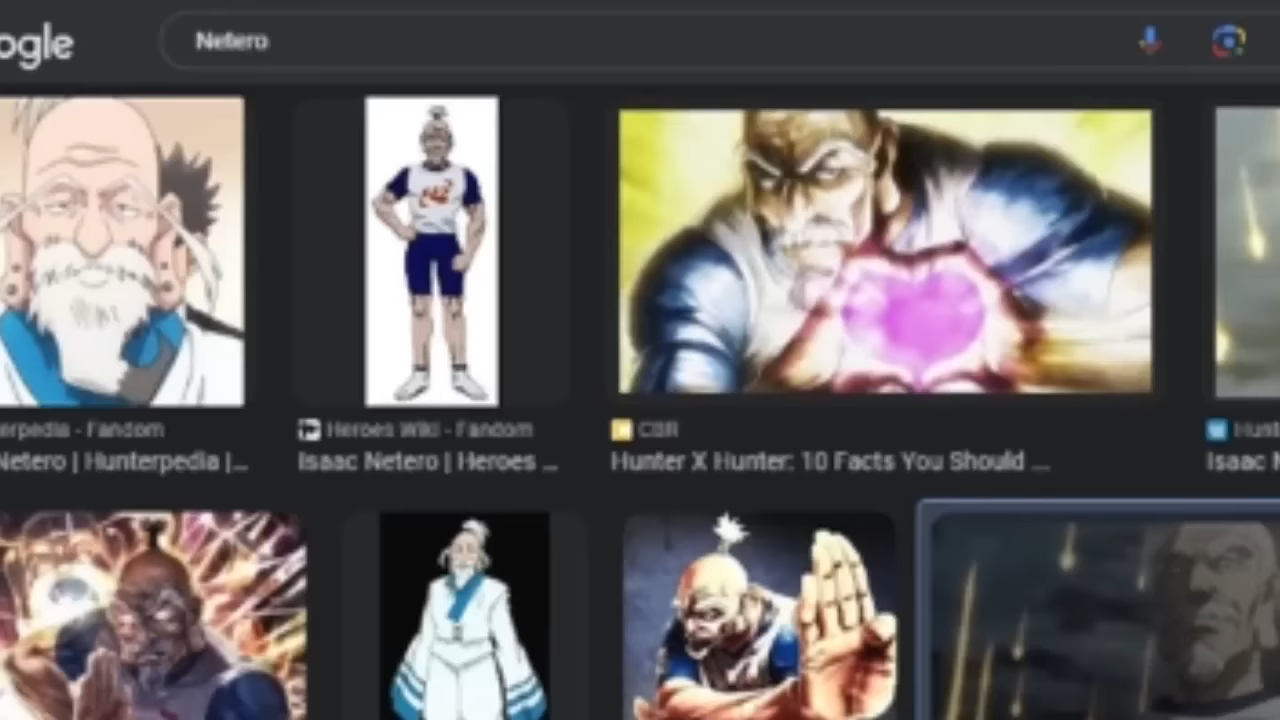 ogle
Netero
erpedia - Fandom
Netero | Hunterpedia |...
Heroes Wiki - Fandom
Isaac Netero | Heroes ...
CBR
Hunter X Hunter: 10 Facts You Should ...
Hunt
Isaac N